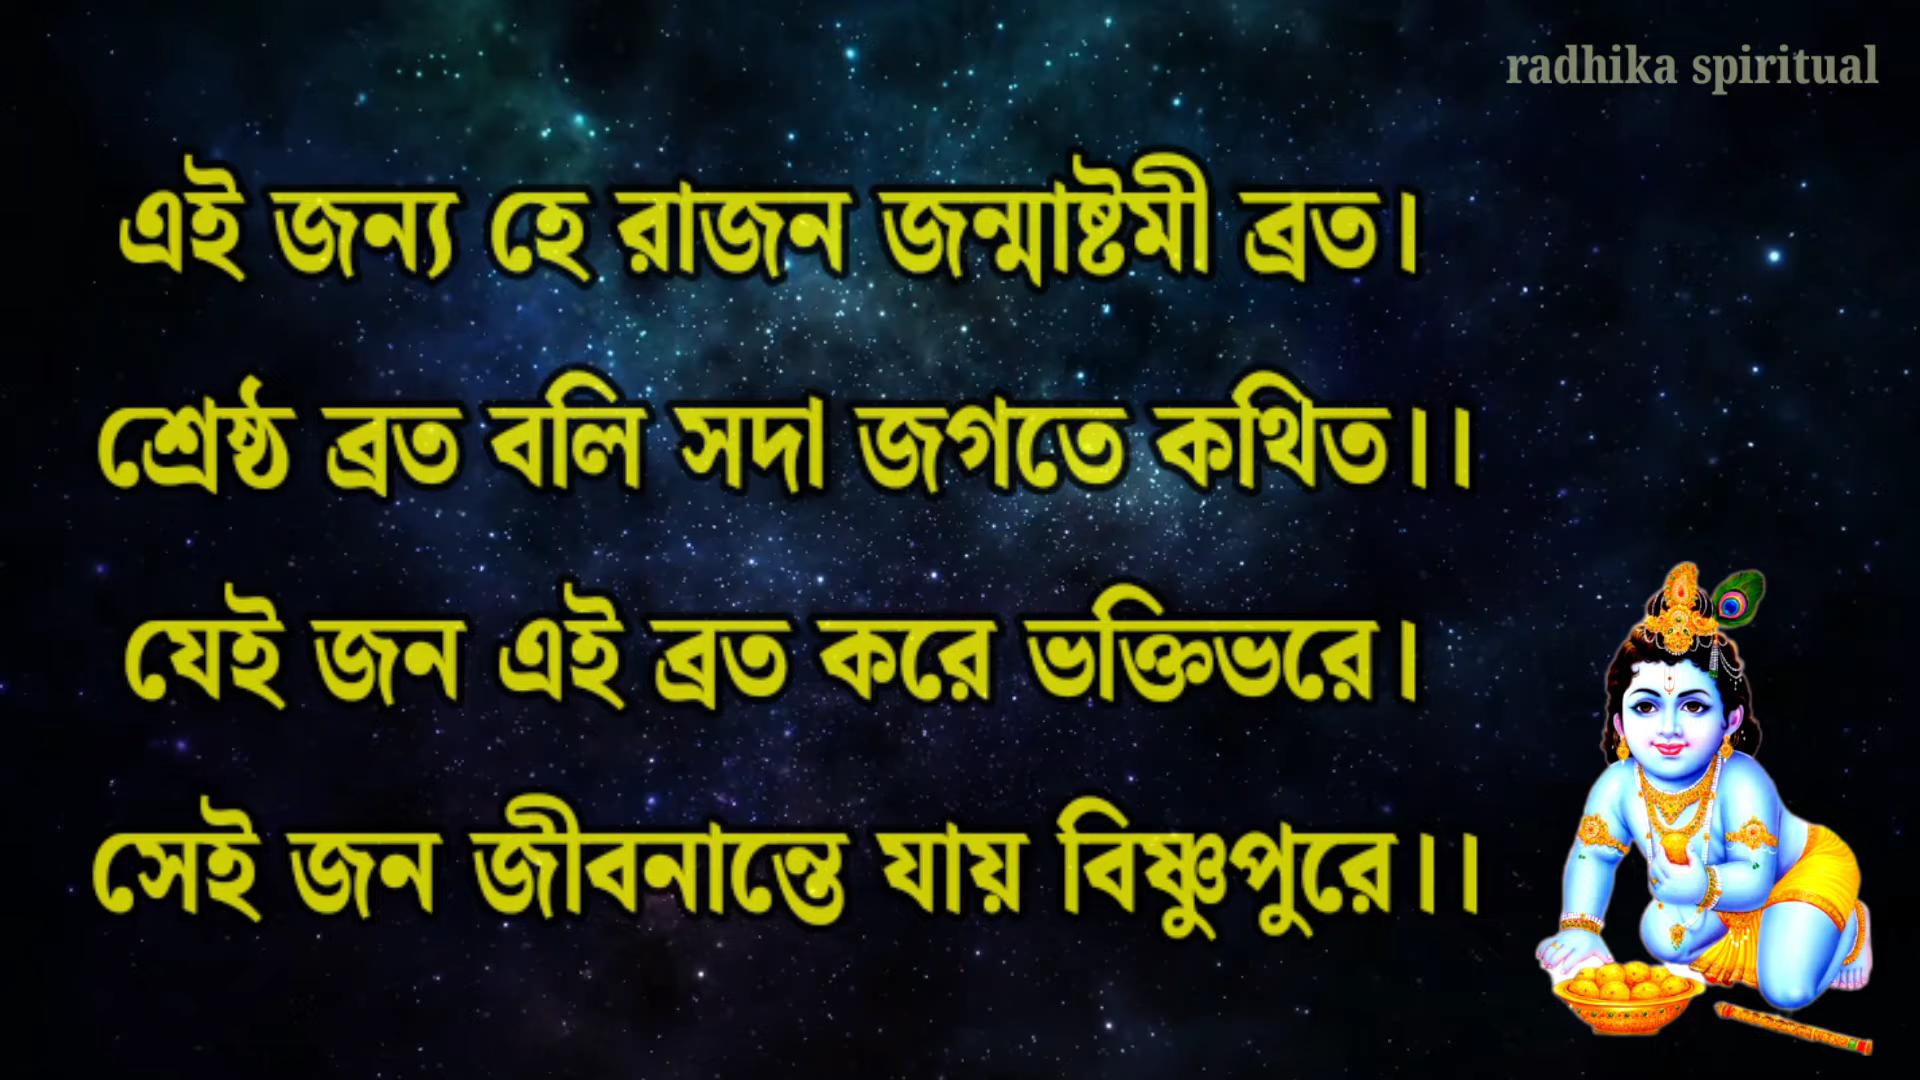 radhika spiritual
এই জন্য হে রাজন জন্মাষ্টমী ব্রত।
শ্রেষ্ঠ ব্রত বলি সদা জগতে কথিত।।
যেই জন এই ব্রত করে ভক্তিভরে।
সেই জন জীবনান্তে যায় বিষ্ণুপুরে।।